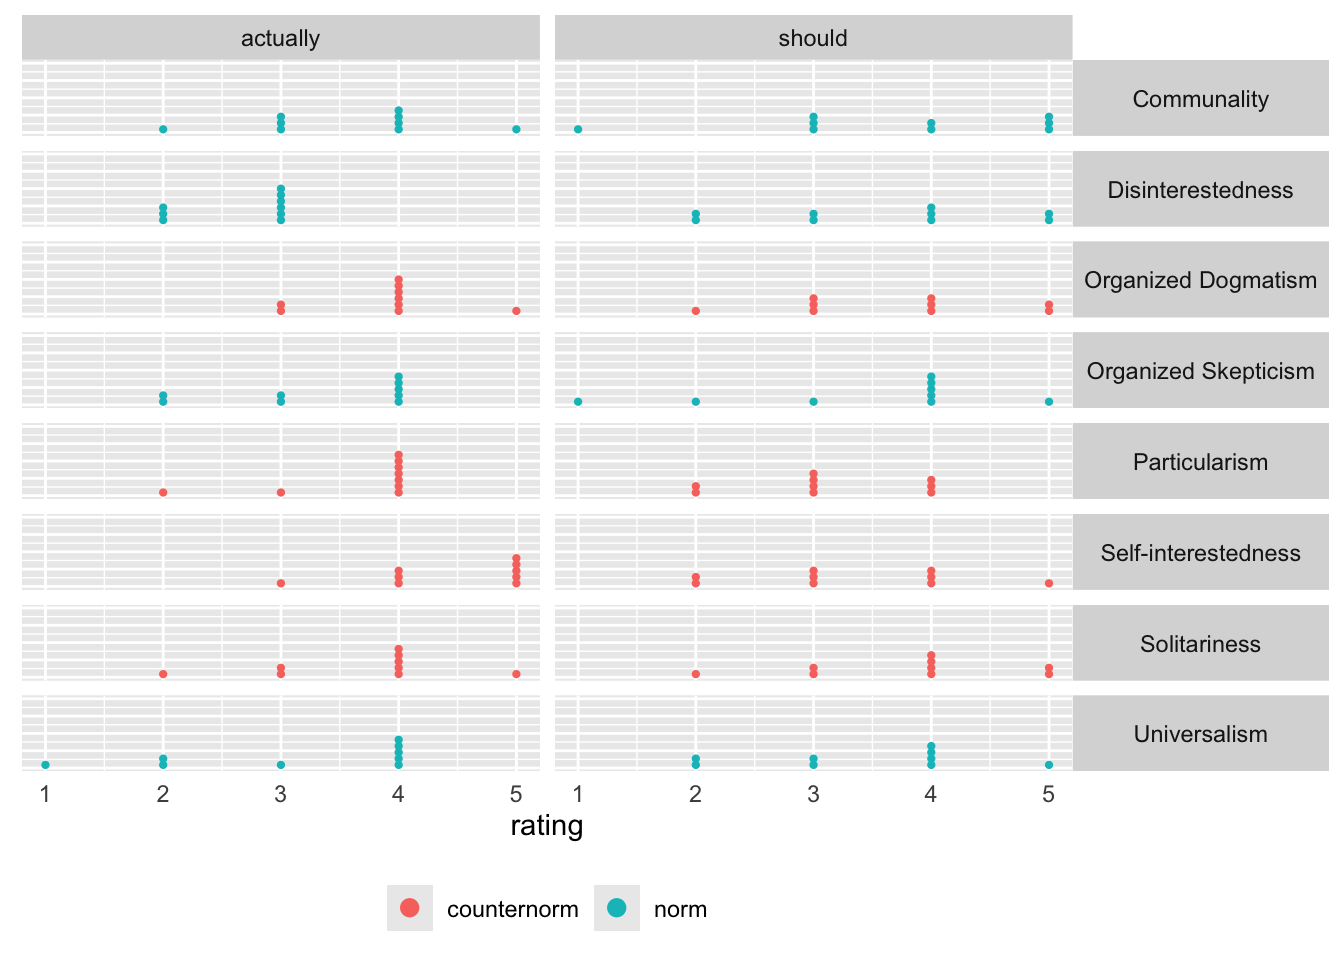 actually should
Communality
Disinterestedness
Organized Dogmatism
Organized Skepticism
Particularism
Self-interestedness
Solitariness
Universalism
1 2 3 4 5 1 2 3 4 5
rating
counternorm norm